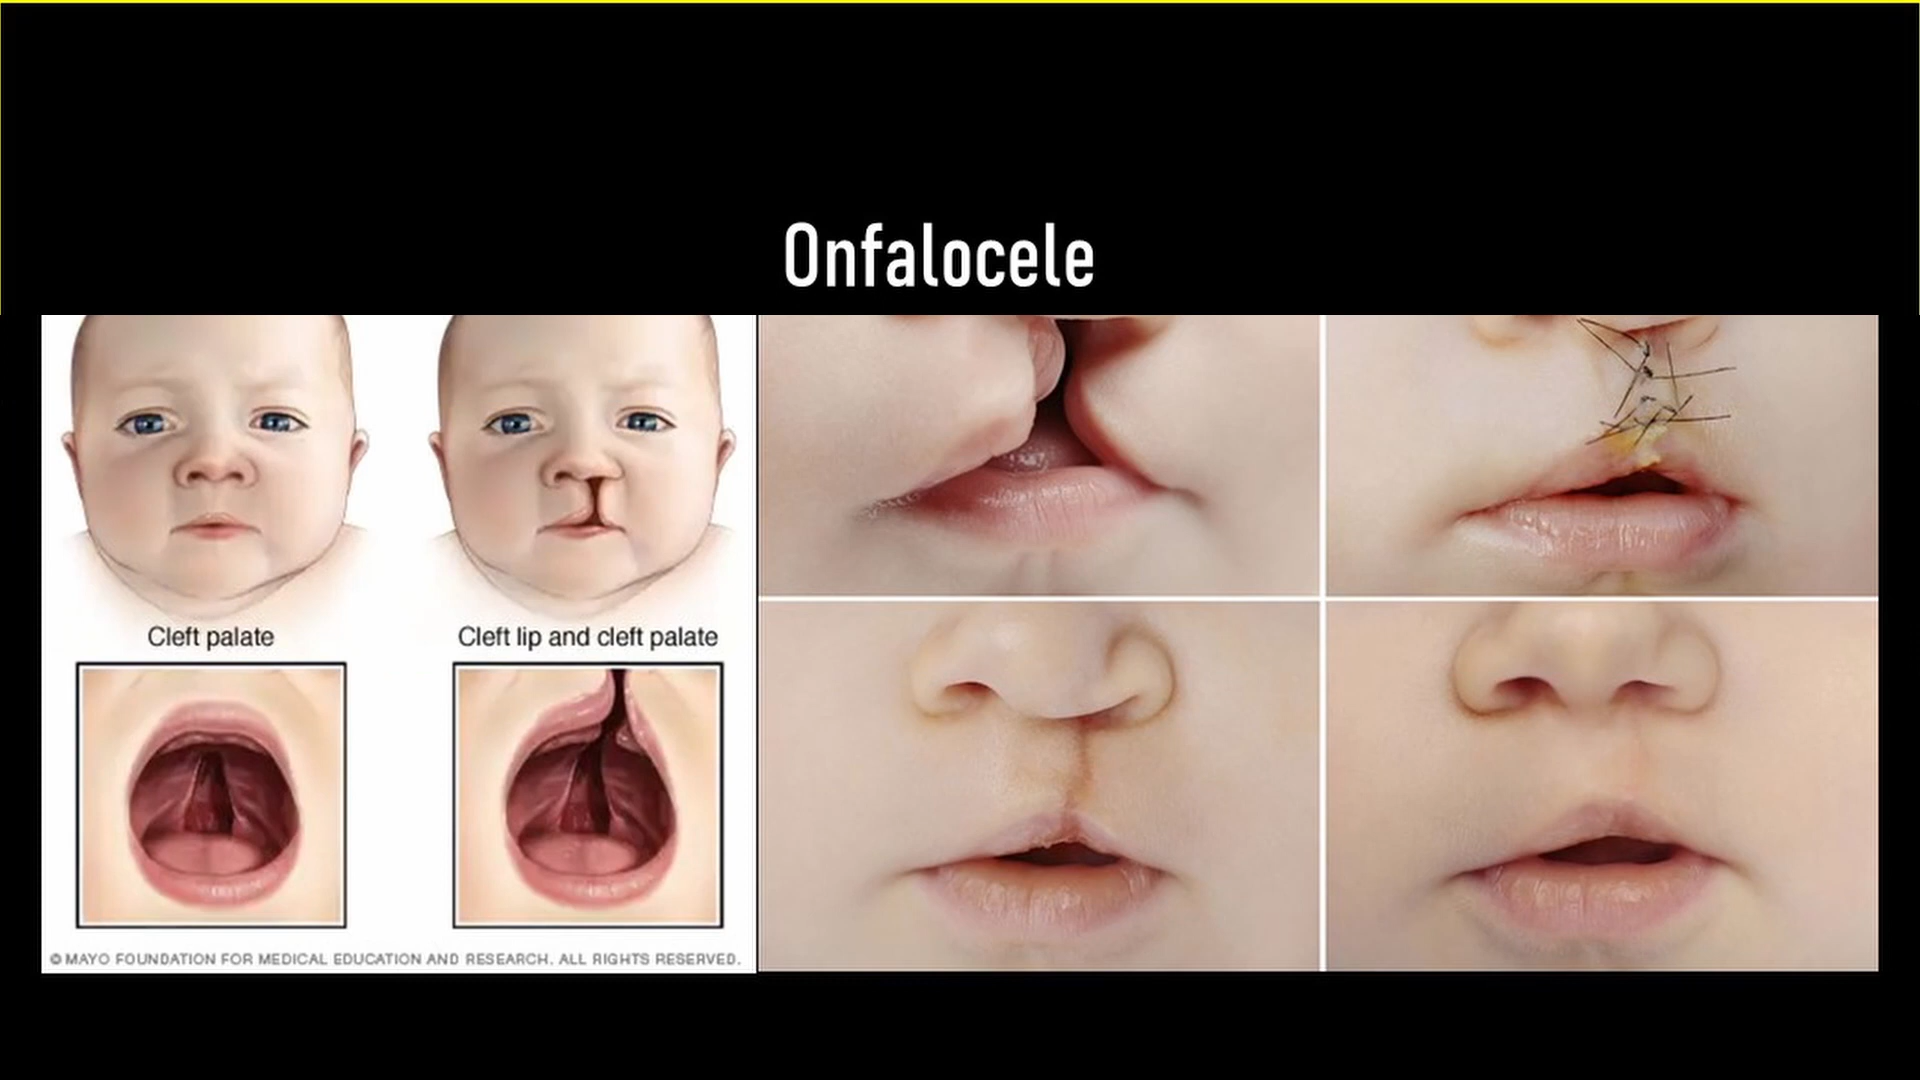 Onfalocele
Cleft palate
Cleft lip and cleft palate
© MAYO FOUNDATION FOR MEDICAL EDUCATION AND RESEARCH. ALL RIGHTS RESERVED.